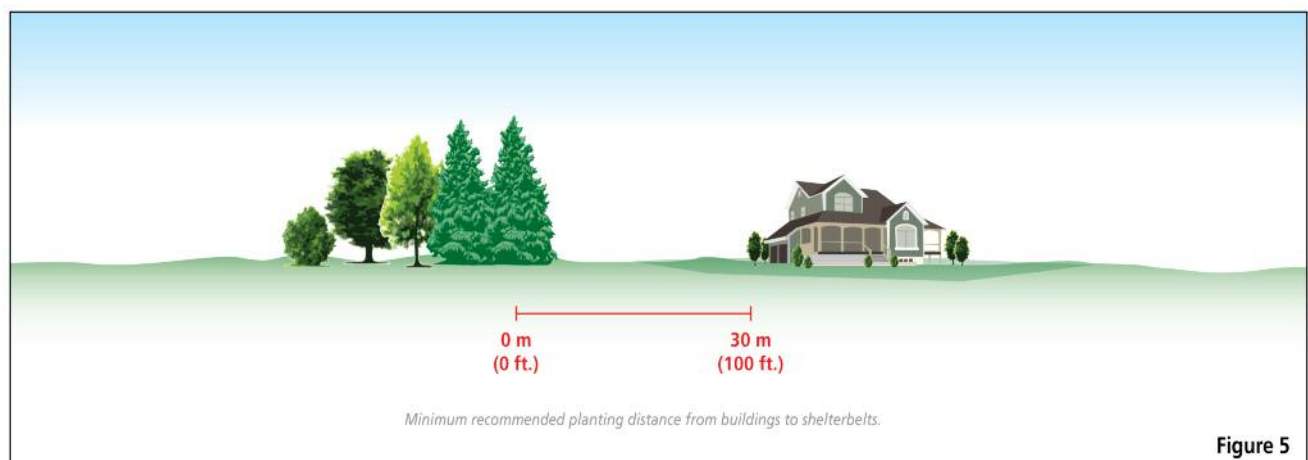 0 m
(0 ft.)
30 m
(100 ft.)
Minimum recommended planting distance from buildings to shelterbelts.
Figure 5